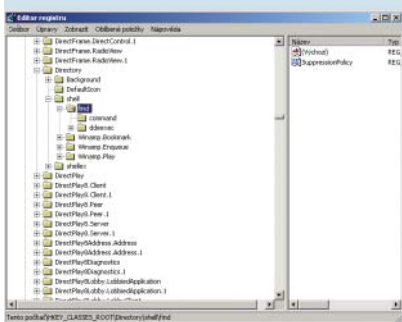 Editor registru
Soubor Úpravy Zobrazit Oblíbené položky Nápověda
DirectFrame.DirectControl.1
DirectFrame.RadioView
DirectFrame.RadioView.1
Directory
Background
DefaultIcon
shell
find
command
ddeexec
Winamp.Bookmark
Winamp.Enqueue
Winamp.Play
shellex
DirectPlay
DirectPlay8.Client
DirectPlay8.Client.1
DirectPlay8.Peer
DirectPlay8.Peer.1
DirectPlay8.Server
DirectPlay8.Server.1
DirectPlay8Address.Address
DirectPlay8Address.Address.1
DirectPlay8Diagnostics
DirectPlay8Diagnostics.1
DirectPlay8Lobby.LobbiedApplication
DirectPlay8Lobby.LobbiedApplication.1
Název Typ
(Výchozí) REG_
SuppressionPolicy REG_
Tento počítač\HKEY_CLASSES_ROOT\Directory\shell\find